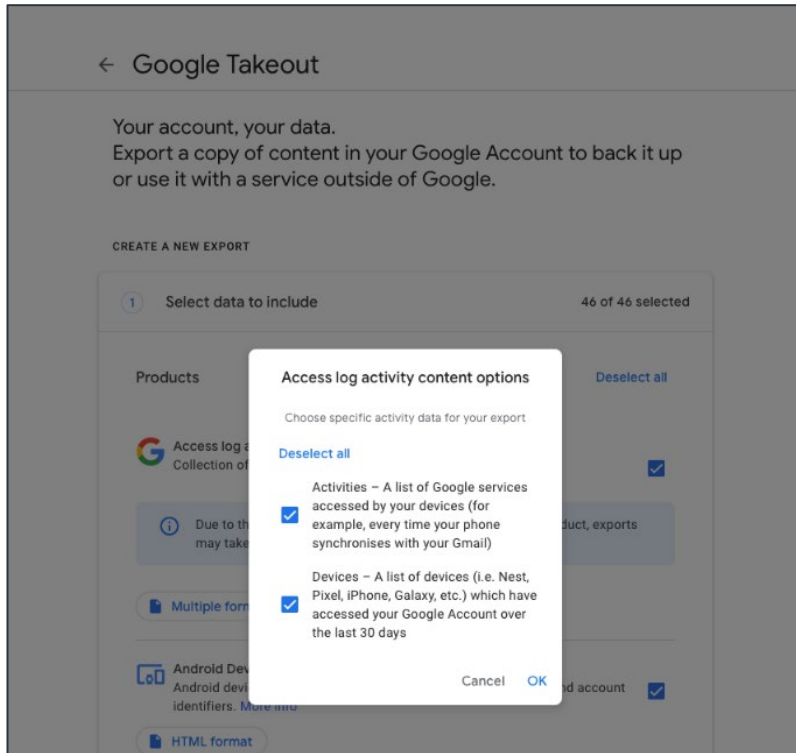 Google Takeout
Your account, your data.
Export a copy of content in your Google Account to back it up
or use it with a service outside of Google.
CREATE A NEW EXPORT
1 Select data to include 46 of 46 selected
Products Deselect all
Access log a
Collection of
Due to th duct, exports
may take
Multiple form
Access log activity content options
Choose specific activity data for your export
Deselect all
Activities – A list of Google services
accessed by your devices (for
example, every time your phone
synchronises with your Gmail)
Devices – A list of devices (i.e. Nest,
Pixel, iPhone, Galaxy, etc.) which have
accessed your Google Account over
the last 30 days
Cancel OK
Android Dev
Android devi nd account
identifiers. More info
HTML format